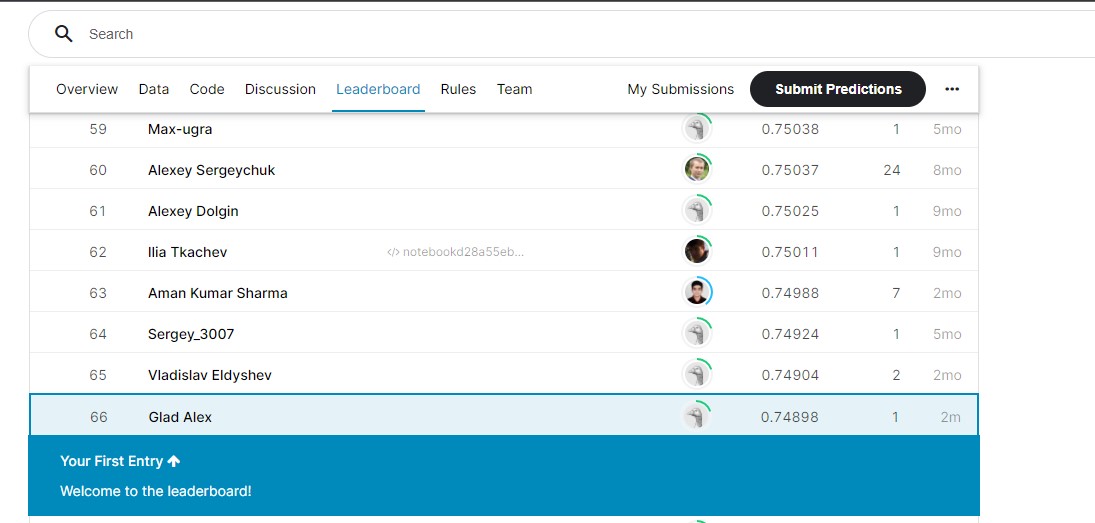 Search
Overview Data Code Discussion Leaderboard Rules Team My Submissions Submit Predictions ...
59 Max-ugra 0.75038 1 5mo
60 Alexey Sergeychuk 0.75037 24 8mo
61 Alexey Dolgin 0.75025 1 9mo
62 Ilia Tkachev </> notebookd28a55eb... 0.75011 1 9mo
63 Aman Kumar Sharma 0.74988 7 2mo
64 Sergey_3007 0.74924 1 5mo
65 Vladislav Eldyshev 0.74904 2 2mo
66 Glad Alex 0.74898 1 2m
Your First Entry ↑
Welcome to the leaderboard!